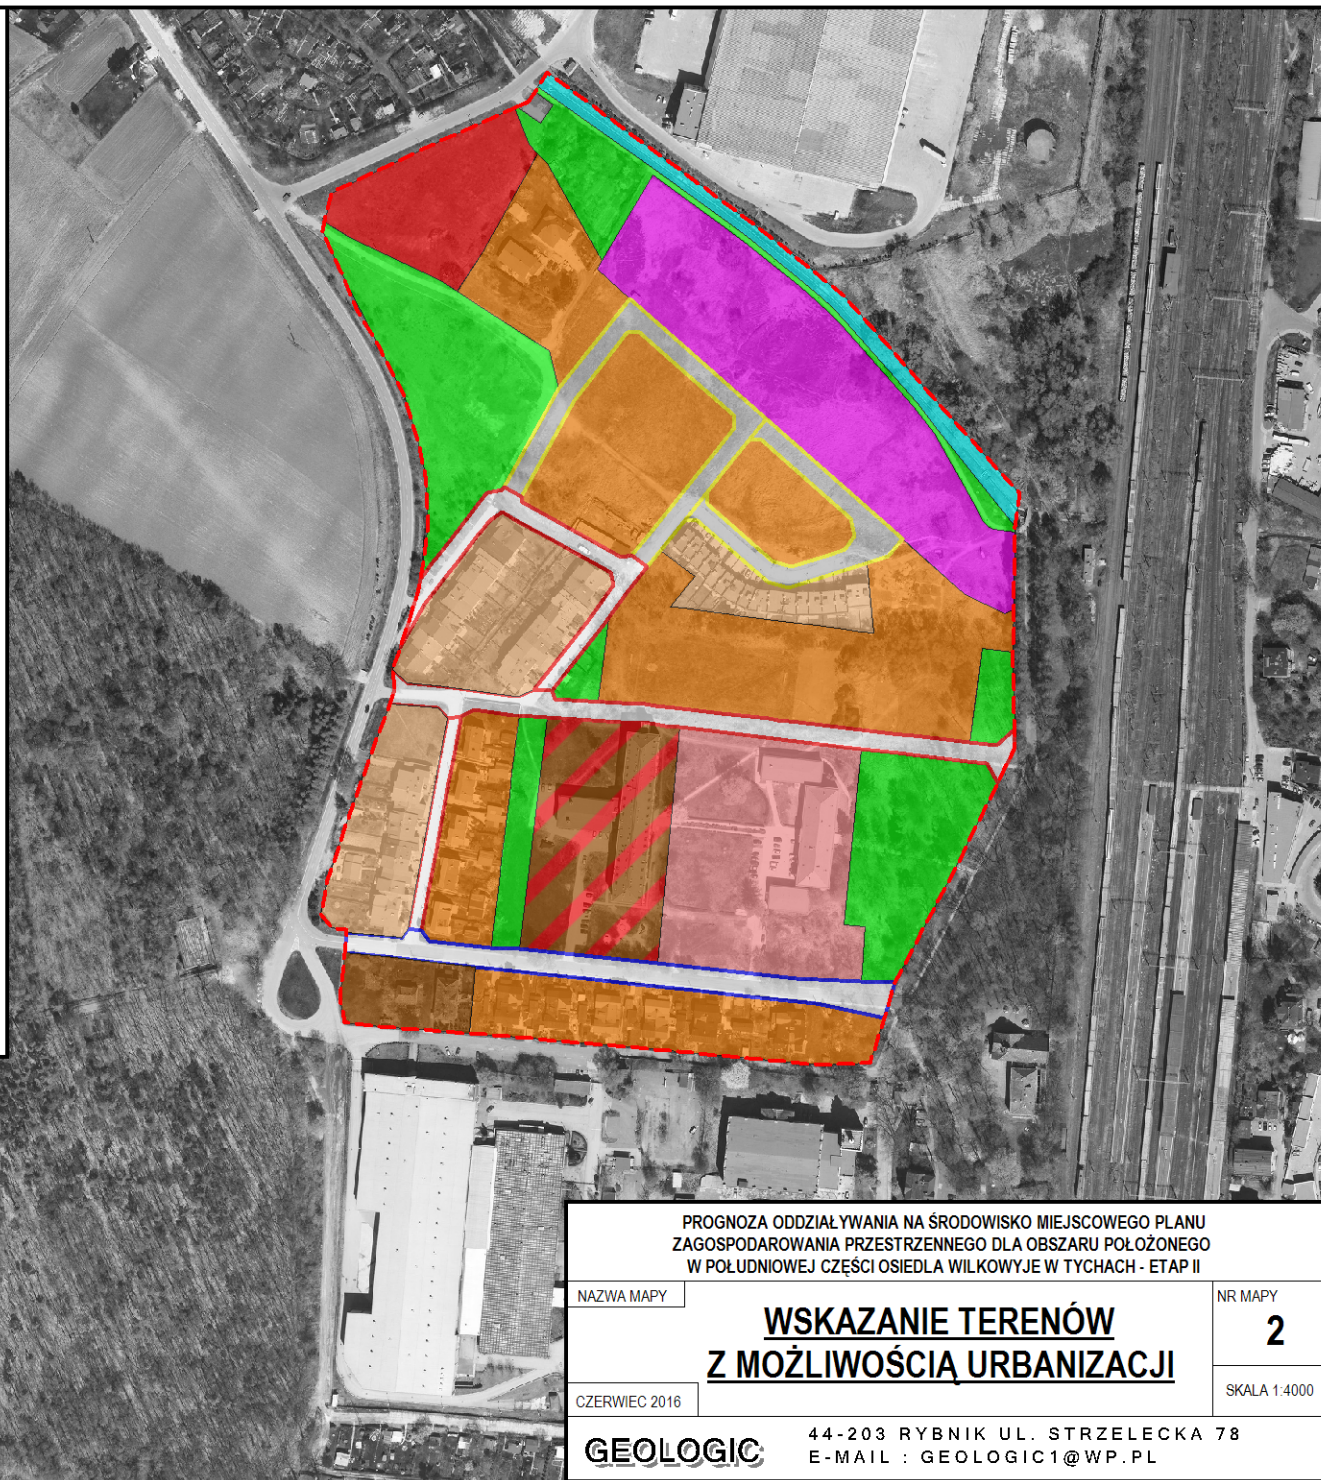 PROGNOZA ODDZIAŁYWANIA NA ŚRODOWISKO MIEJSCOWEGO PLANU
ZAGOSPODAROWANIA PRZESTRZENNEGO DLA OBSZARU POŁOŻONEGO
W POŁUDNIOWEJ CZĘŚCI OSIEDLA WILKOWYJE W TYCHACH - ETAP II
NAZWA MAPY
WSKAZANIE TERENÓW
Z MOŻLIWOŚCIĄ URBANIZACJI
NR MAPY
2
CZERWIEC 2016
SKALA 1:4000
GEOLOGIC
44-203 RYBNIK UL. STRZELECKA 78
E-MAIL : GEOLOGIC1@WP.PL